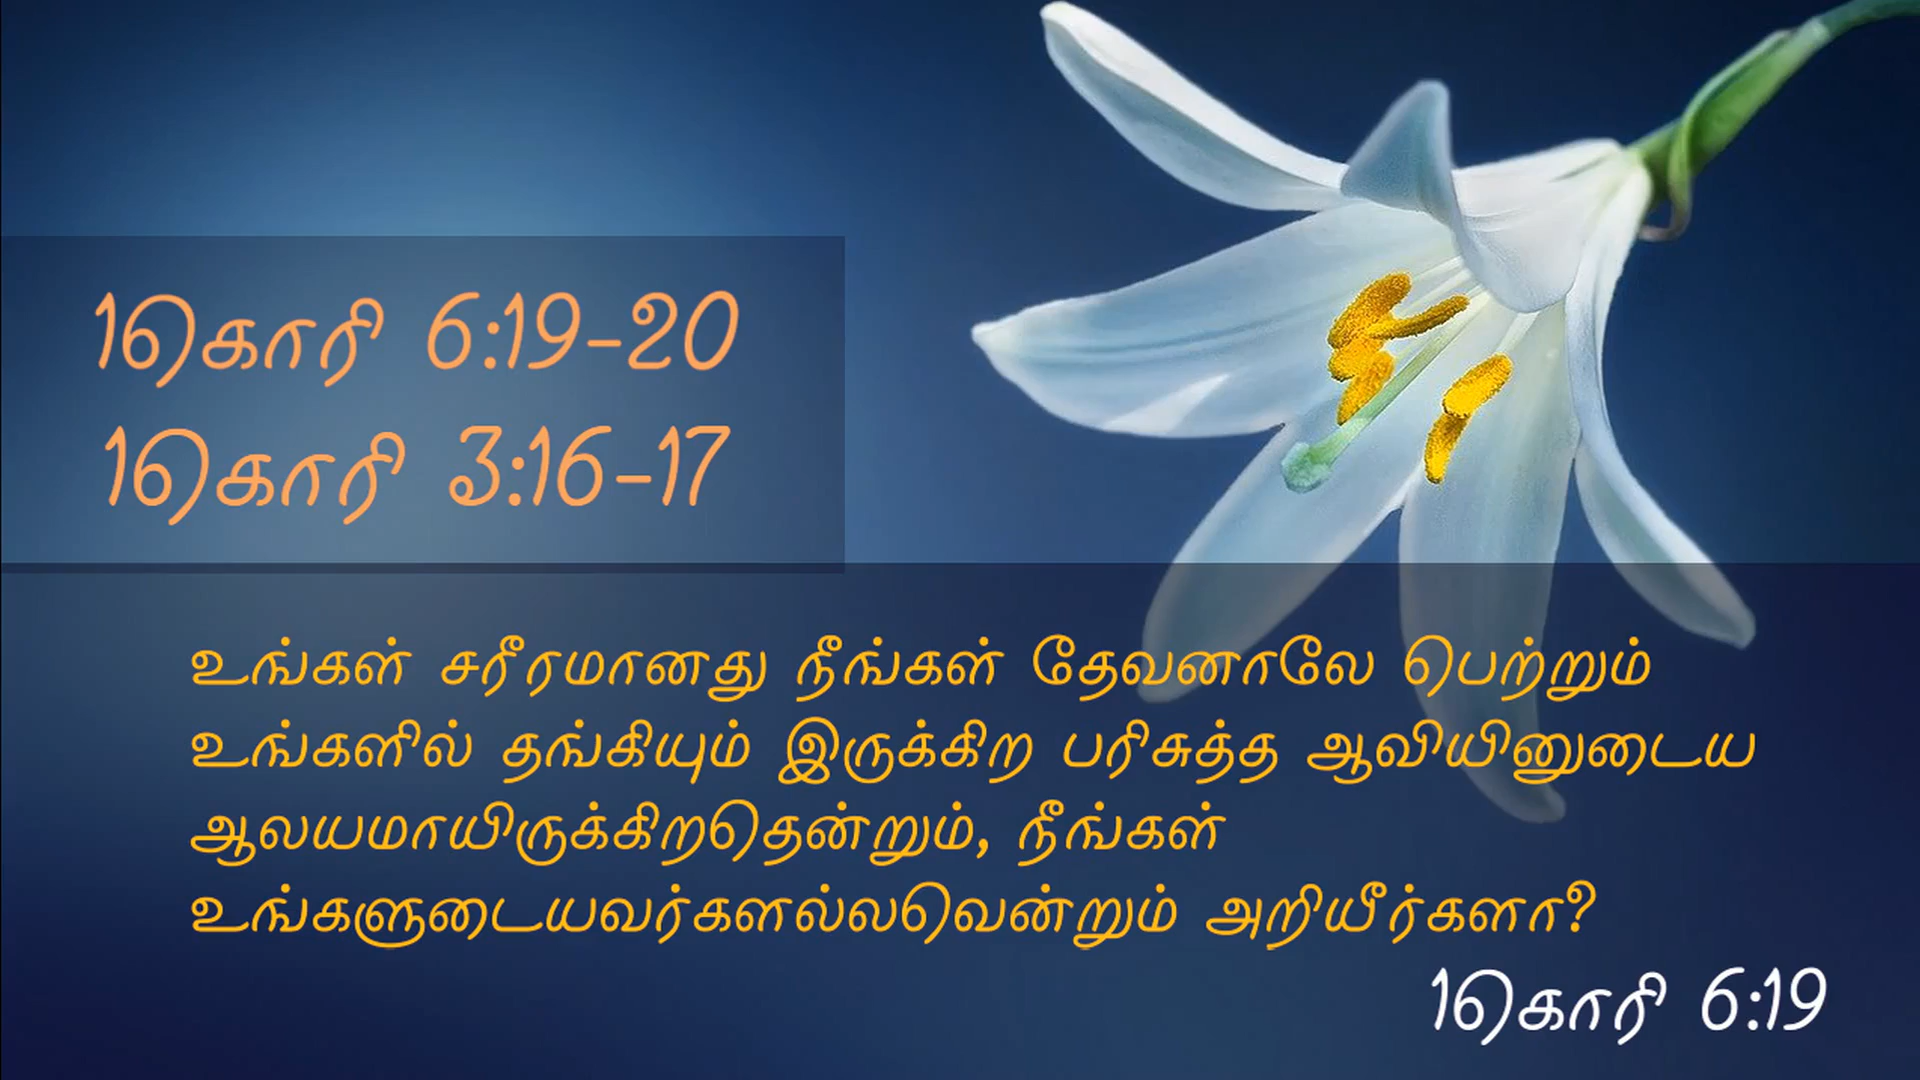 1கொரி 6:19-20
1கொரி 3:16-17
உங்கள் சரீரமானது நீங்கள் தேவனாலே பெற்றும்
உங்களில் தங்கியும் இருக்கிற பரிசுத்த ஆவியினுடைய
ஆலயமாயிருக்கிறதென்றும், நீங்கள்
உங்களுடையவர்களல்லவென்றும் அறியீர்களா?
1கொரி 6:19